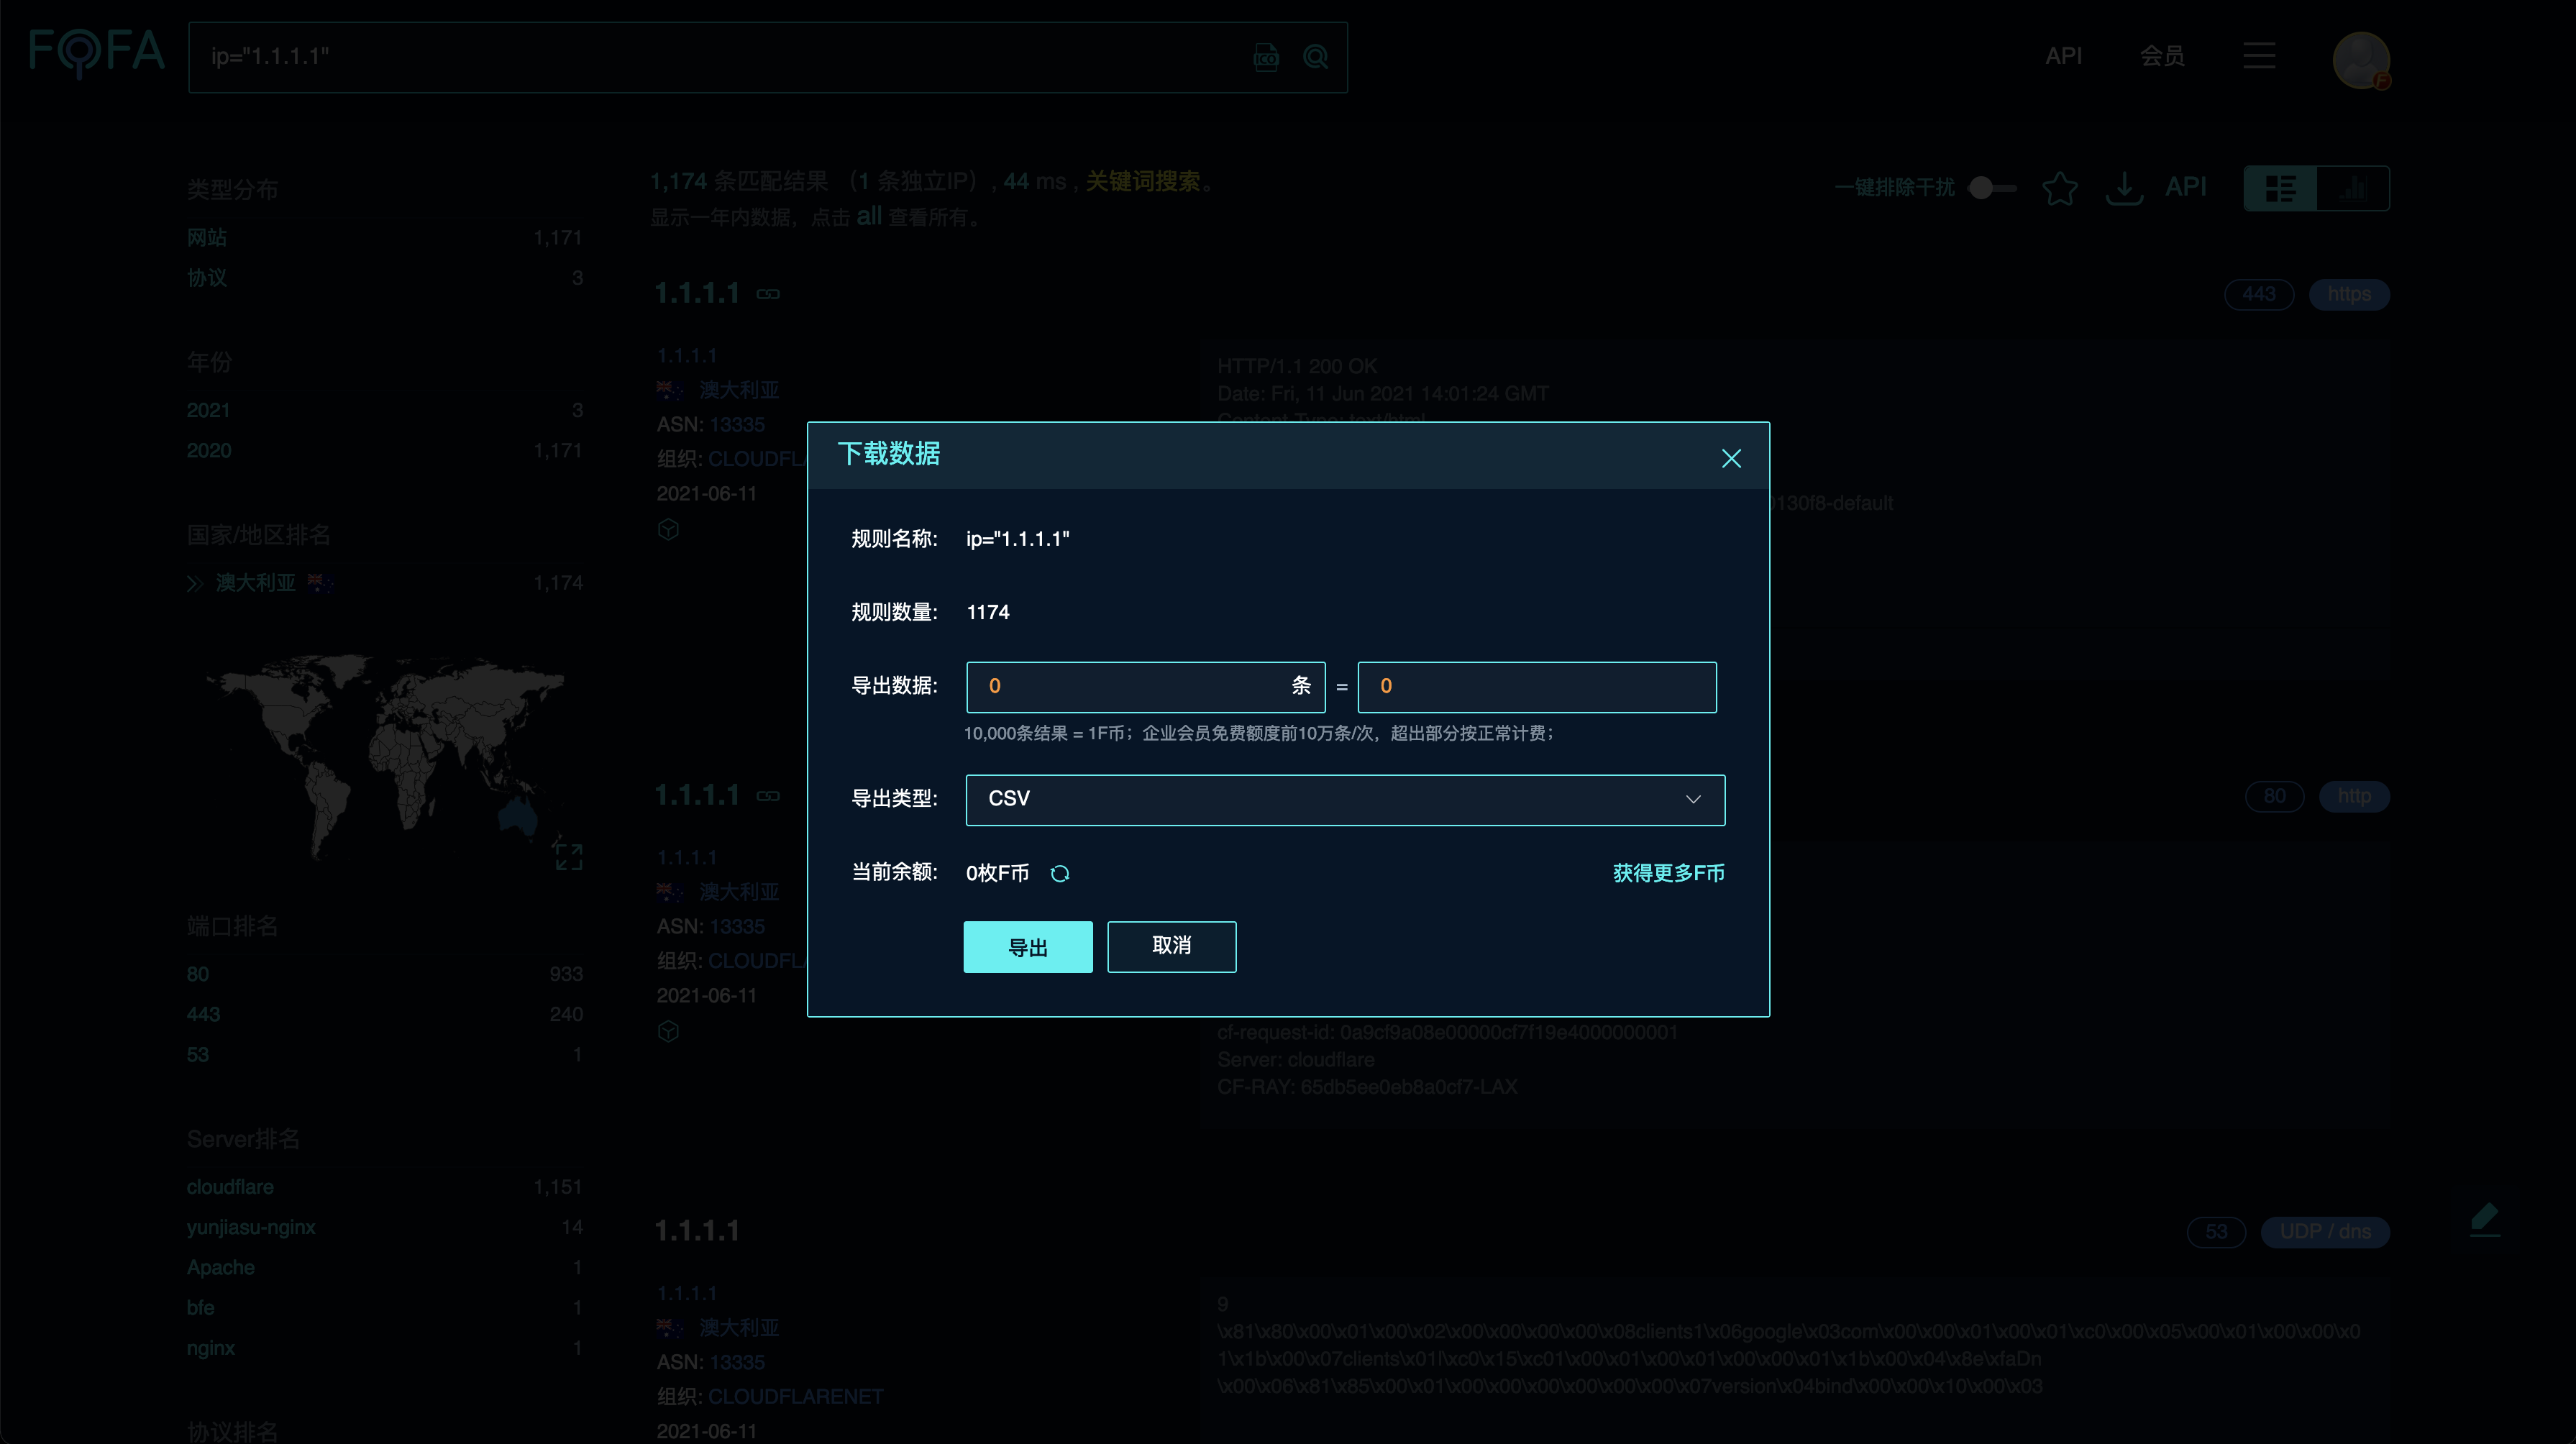 FOFA
ip="1.1.1.1"
ICO
API
会员
F
类型分布
网站 1,171
协议 3
年份
2021 3
2020 1,171
国家/地区排名
澳大利亚 1,174
端口排名
80 933
443 240
53 1
Server排名
cloudflare 1,151
yunjiasu-nginx 14
Apache 1
bfe 1
nginx 1
协议排名
1,174 条匹配结果 （1 条独立IP）, 44 ms , 关键词搜索。
显示一年内数据，点击 all 查看所有。
一键排除干扰
API
1.1.1.1
443 https
1.1.1.1
澳大利亚
ASN: 13335
组织: CLOUDFLA
2021-06-11
HTTP/1.1 200 OK
Date: Fri, 11 Jun 2021 14:01:24 GMT
Content-Type: text/html
0130f8-default
下载数据
规则名称: ip="1.1.1.1"
规则数量: 1174
导出数据: 0 条 = 0
10,000条结果 = 1F币；企业会员免费额度前10万条/次，超出部分按正常计费；
导出类型: CSV
当前余额: 0枚F币 获得更多F币
导出 取消
1.1.1.1
80 http
1.1.1.1
澳大利亚
ASN: 13335
组织: CLOUDFLA
2021-06-11
cf-request-id: 0a9cf9a08e00000cf7f19e4000000001
Server: cloudflare
CF-RAY: 65db5ee0eb8a0cf7-LAX
1.1.1.1
53 UDP / dns
1.1.1.1
澳大利亚
ASN: 13335
组织: CLOUDFLARENET
2021-06-11
9
\x81\x80\x00\x01\x00\x02\x00\x00\x00\x00\x08clients1\x06google\x03com\x00\x00\x01\x00\x01\xc0\x00\x05\x00\x01\x00\x00\x0
1\x1b\x00\x07clients\x01l\xc0\x15\xc01\x00\x01\x00\x01\x00\x00\x01\x1b\x00\x04\x8e\xfaDn
\x00\x06\x81\x85\x00\x01\x00\x00\x00\x00\x00\x00\x07version\x04bind\x00\x00\x10\x00\x03